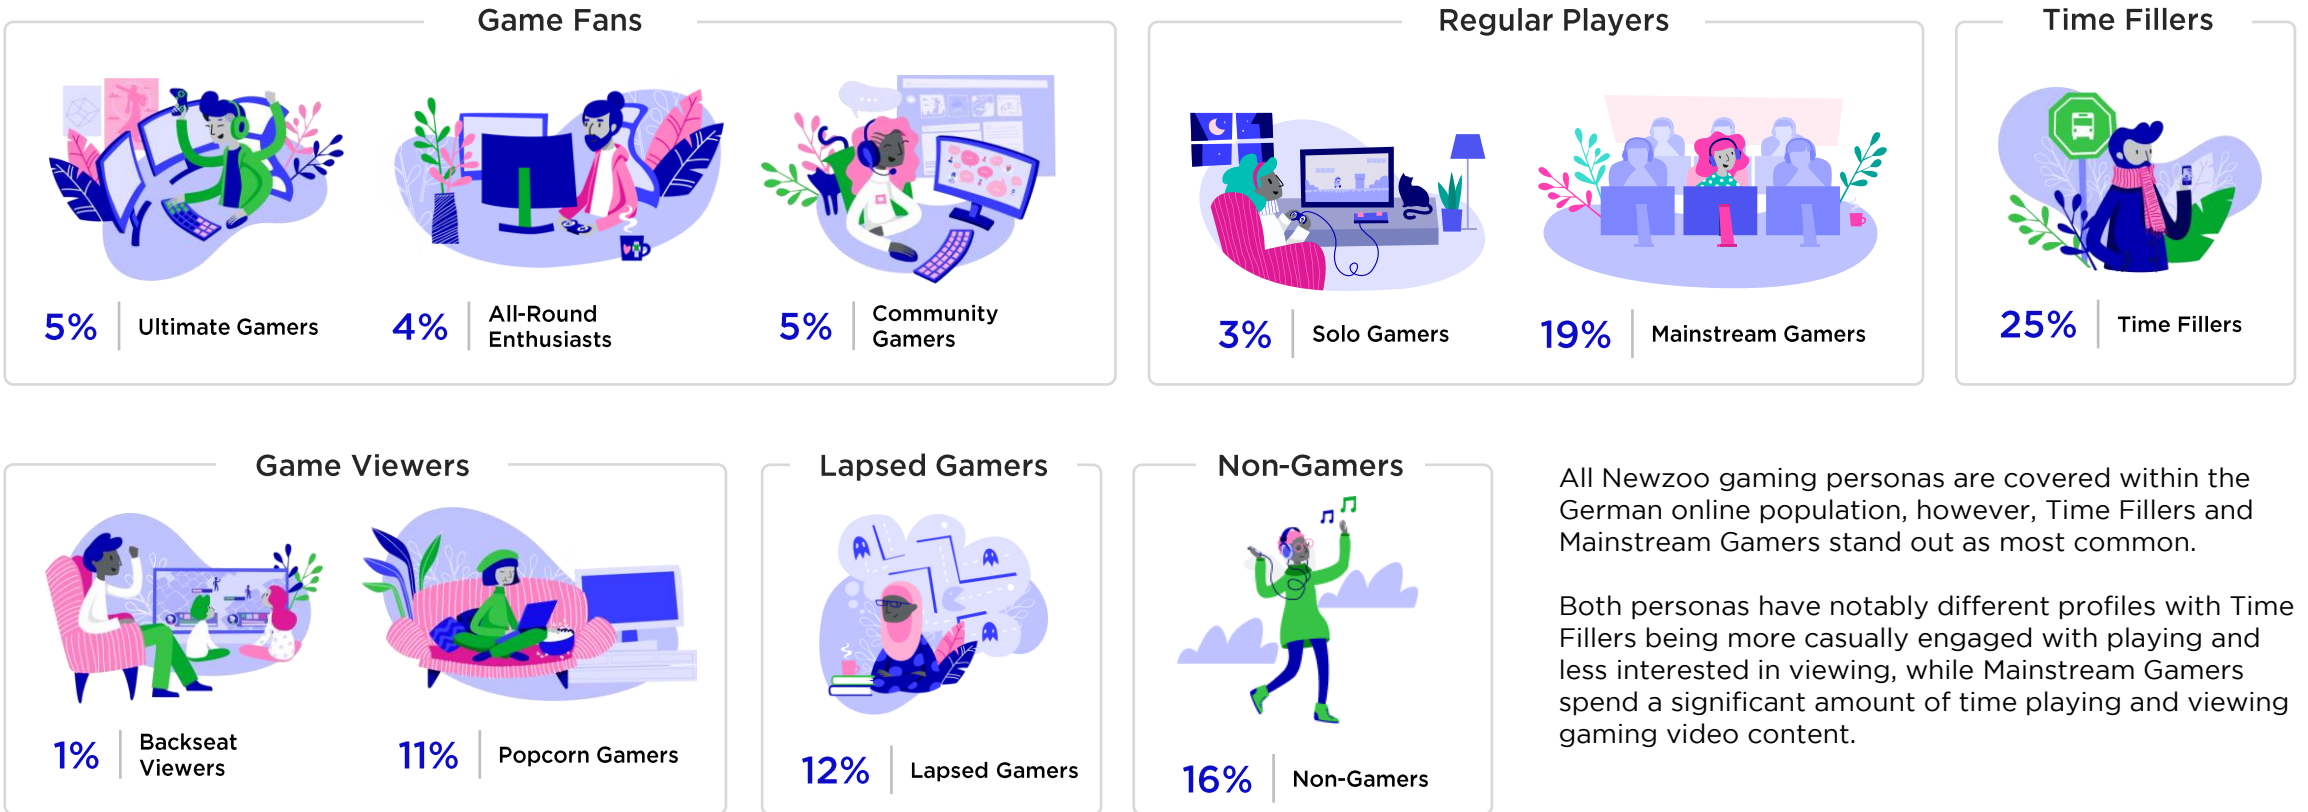 Game Fans
5%
Ultimate Gamers
4%
All-Round
Enthusiasts
5%
Community
Gamers
Regular Players
3%
Solo Gamers
19%
Mainstream Gamers
Time Fillers
25%
Time Fillers
Game Viewers
1%
Backseat
Viewers
11%
Popcorn Gamers
Lapsed Gamers
12%
Lapsed Gamers
Non-Gamers
16%
Non-Gamers
All Newzoo gaming personas are covered within the
German online population, however, Time Fillers and
Mainstream Gamers stand out as most common.
Both personas have notably different profiles with Time
Fillers being more casually engaged with playing and
less interested in viewing, while Mainstream Gamers
spend a significant amount of time playing and viewing
gaming video content.